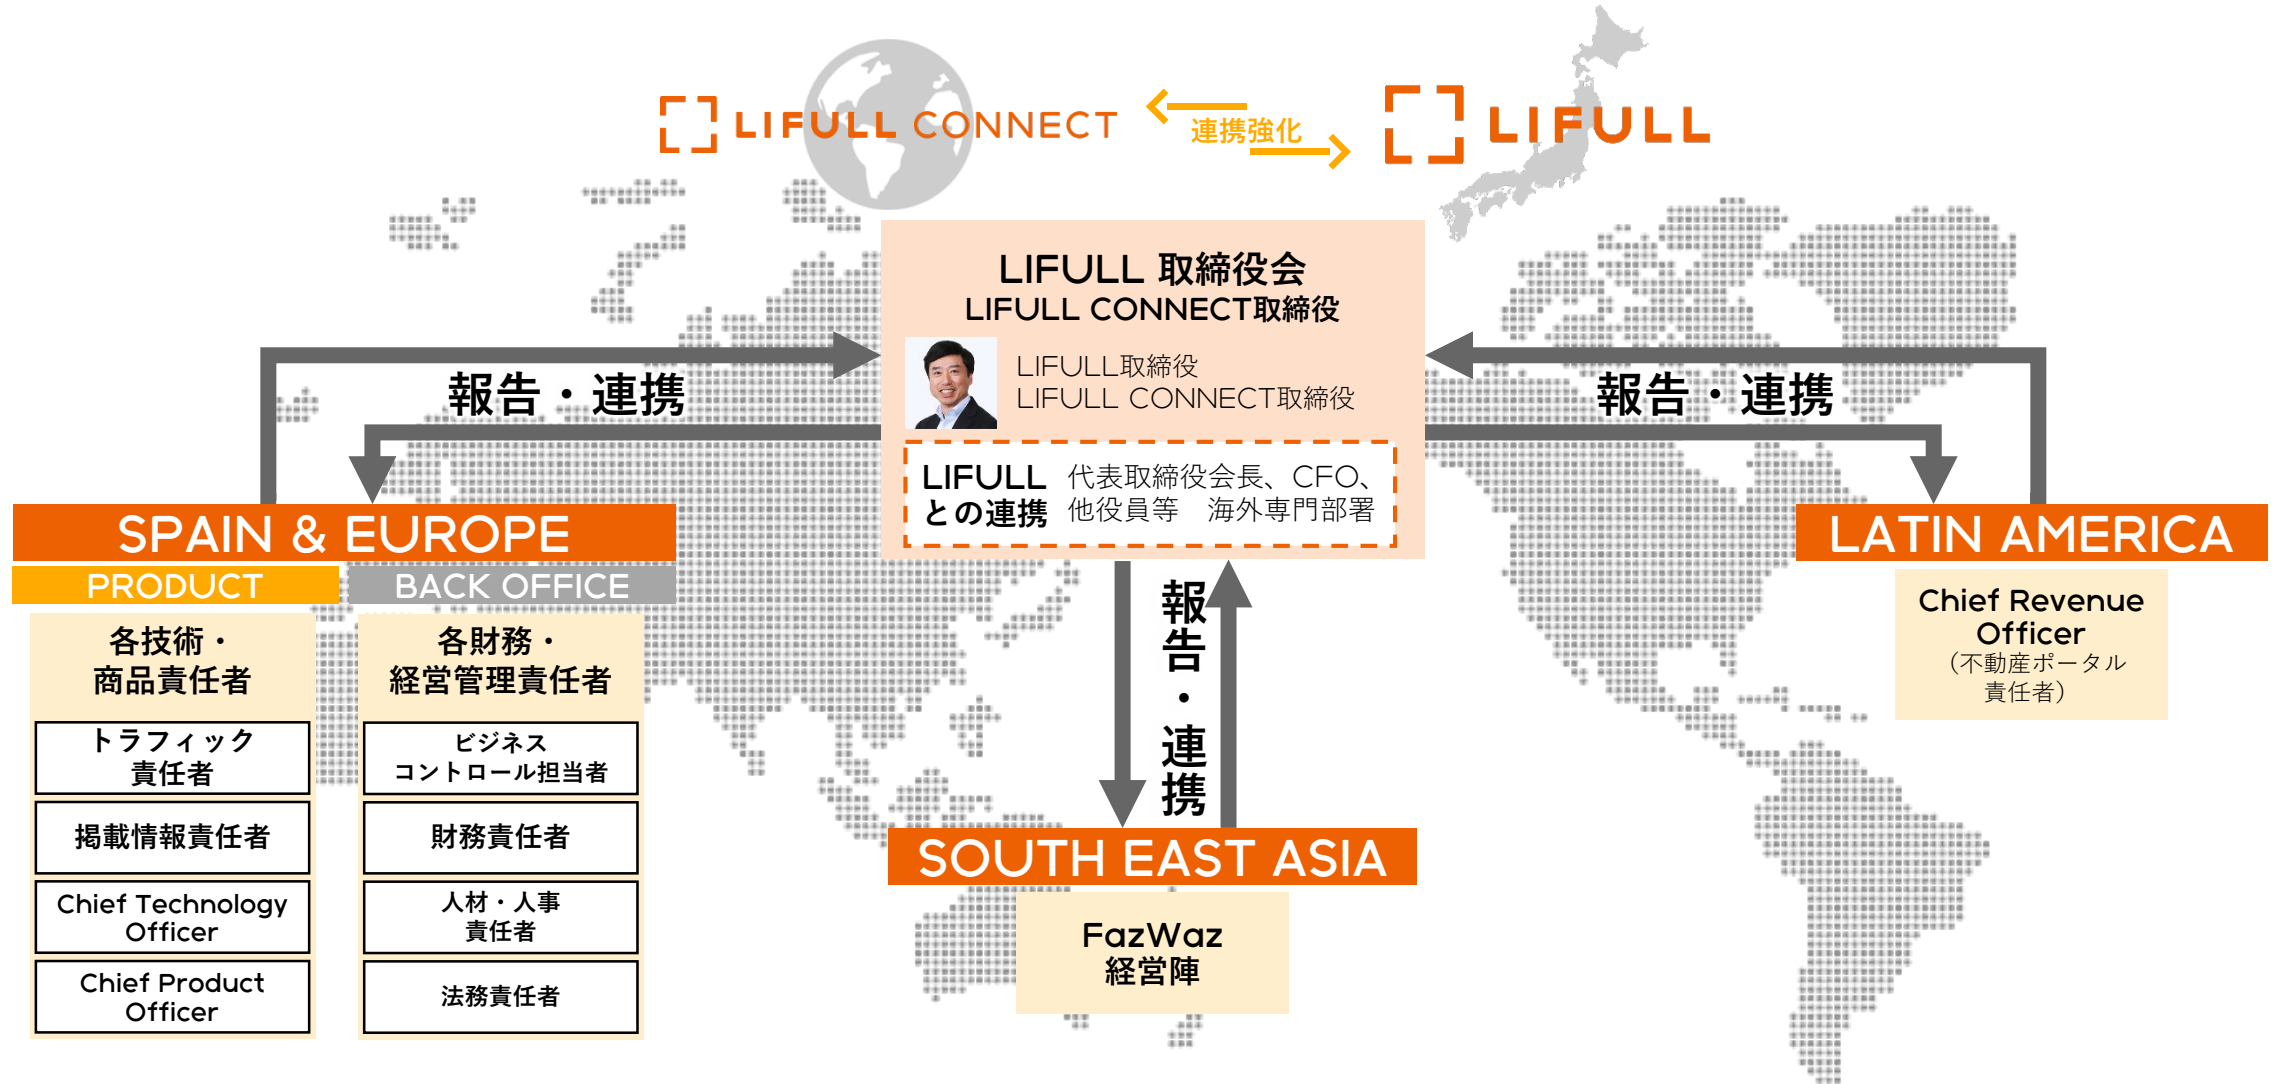 LIFULL CONNECT
連携強化
LIFULL
LIFULL 取締役会
LIFULL CONNECT取締役
LIFULL取締役
LIFULL CONNECT取締役
LIFULL
との連携
代表取締役会長、CFO、
他役員等　海外専門部署
報告・連携
報告・連携
SPAIN & EUROPE
PRODUCT
各技術・
商品責任者
トラフィック
責任者
掲載情報責任者
Chief Technology
Officer
Chief Product
Officer
BACK OFFICE
各財務・
経営管理責任者
ビジネス
コントロール担当者
財務責任者
人材・人事
責任者
法務責任者
報告・連携
SOUTH EAST ASIA
FazWaz
経営陣
LATIN AMERICA
Chief Revenue
Officer
（不動産ポータル
責任者）